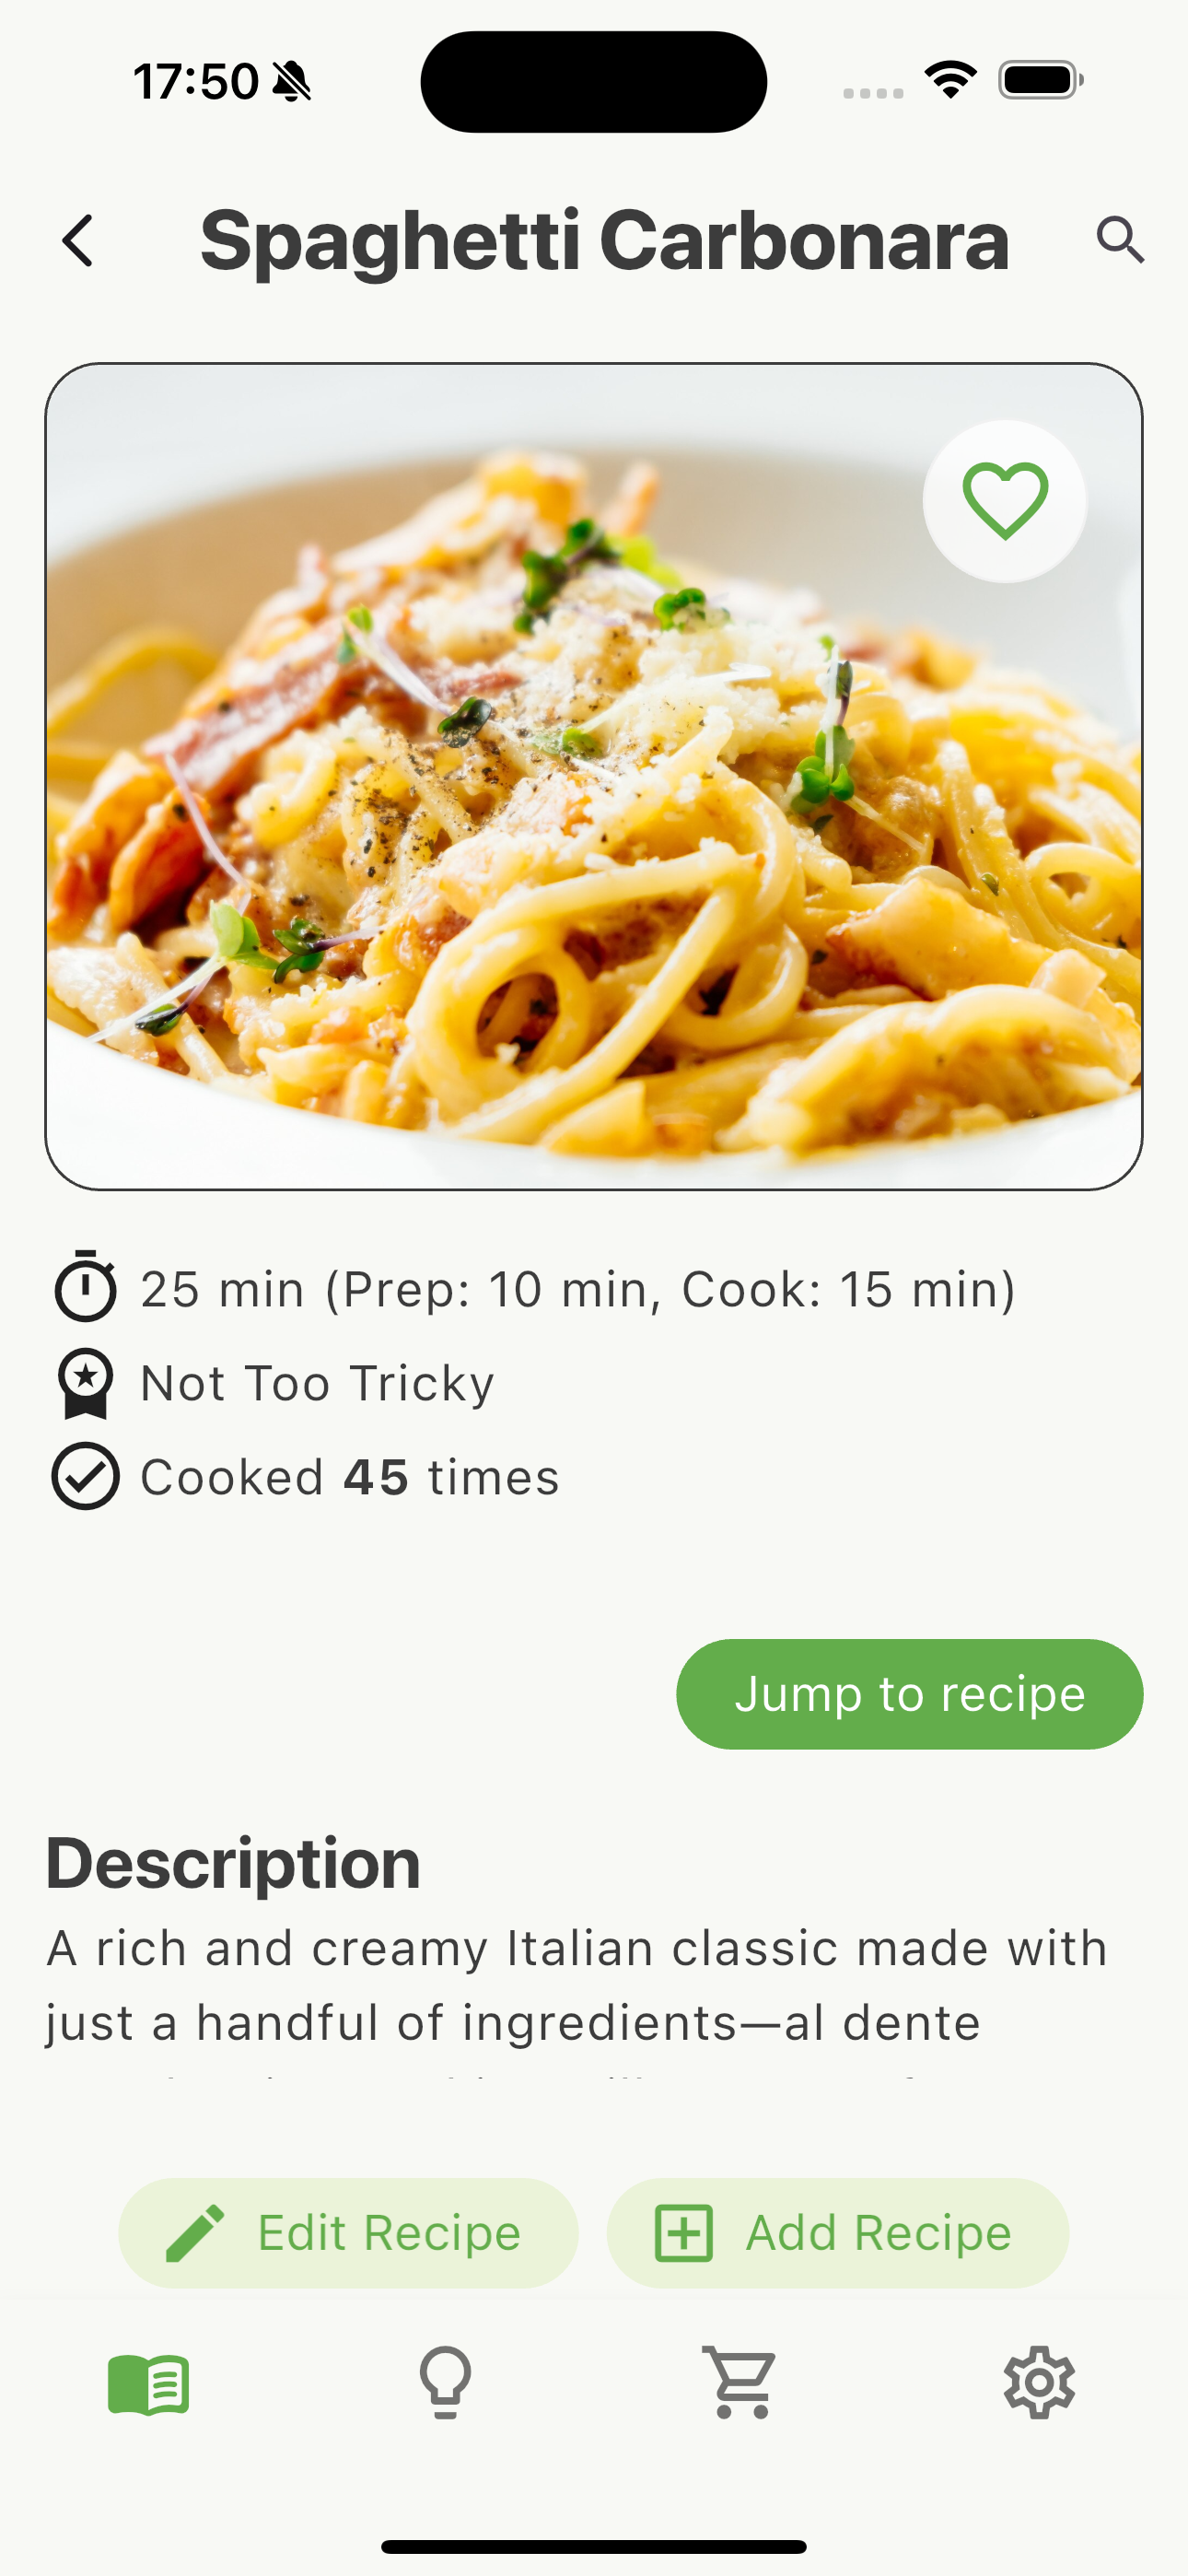 17:50
Spaghetti Carbonara
25 min (Prep: 10 min, Cook: 15 min)
Not Too Tricky
Cooked 45 times
Jump to recipe
Description
A rich and creamy Italian classic made with
just a handful of ingredients—al dente
Edit Recipe
Add Recipe